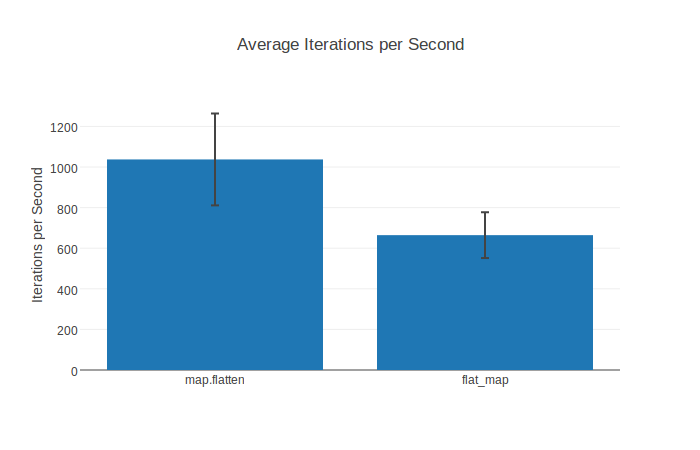 Average Iterations per Second
Iterations per Second
1200
1000
800
600
400
200
0
map.flatten
flat_map